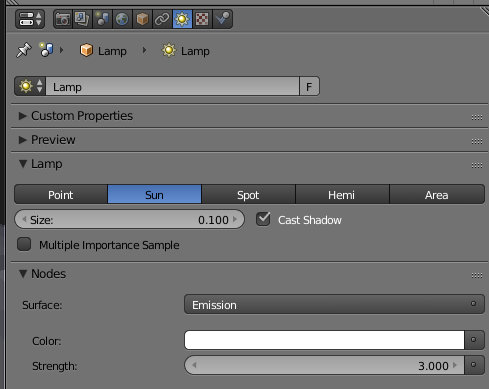 Lamp Lamp
Lamp F
Custom Properties
Preview
Lamp
Point Sun Spot Hemi Area
Size: 0.100 Cast Shadow
Multiple Importance Sample
Nodes
Surface: Emission
Color:
Strength: 3.000